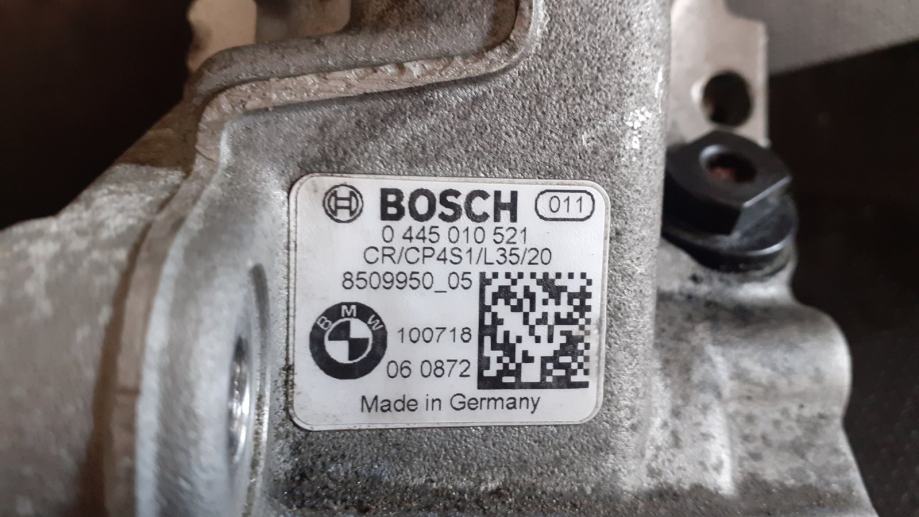 BOSCH 011
0 445 010 521
CR/CP4S1/L35/20
8509950_05
BMW
100718
06 0872
Made in Germany